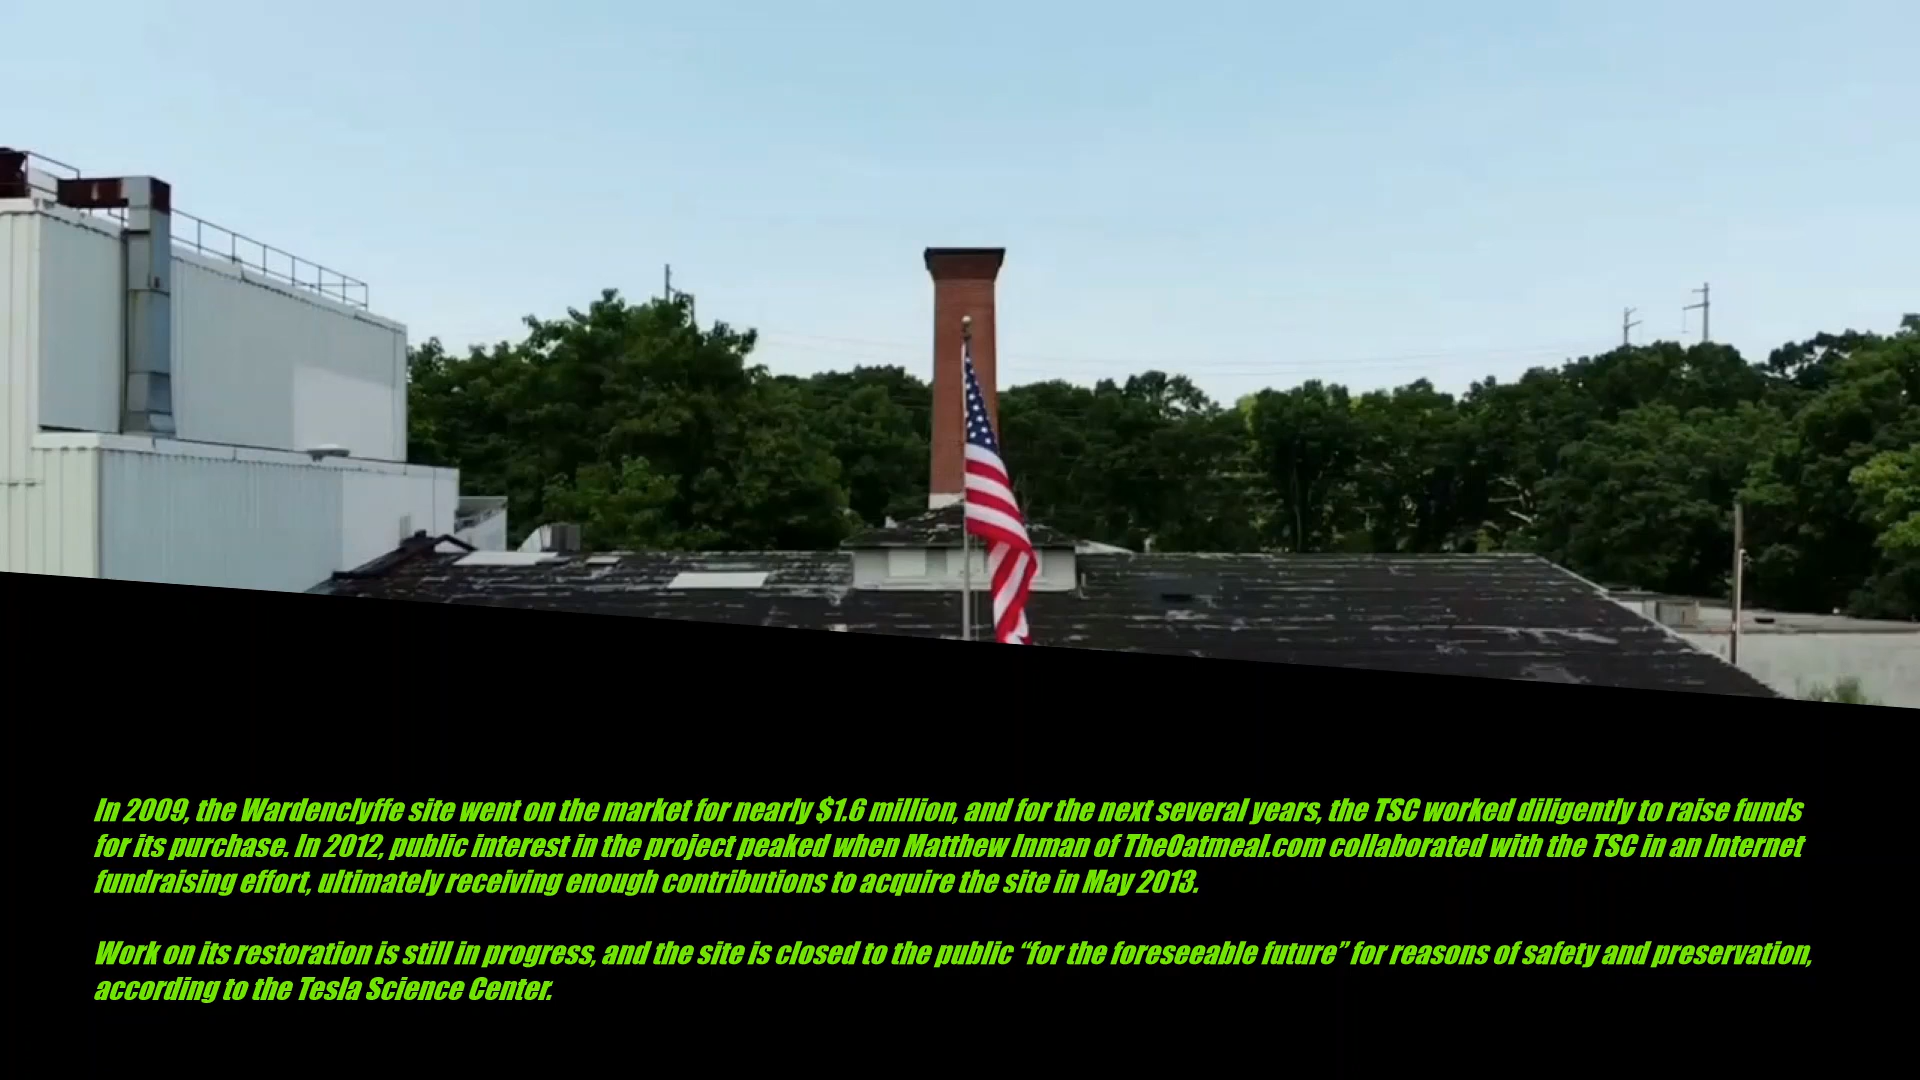 In 2009, the Wardenclyffe site went on the market for nearly $1.6 million, and for the next several years, the TSC worked diligently to raise funds
for its purchase. In 2012, public interest in the project peaked when Matthew Inman of TheOatmeal.com collaborated with the TSC in an Internet
fundraising effort, ultimately receiving enough contributions to acquire the site in May 2013.
Work on its restoration is still in progress, and the site is closed to the public “for the foreseeable future” for reasons of safety and preservation,
according to the Tesla Science Center.